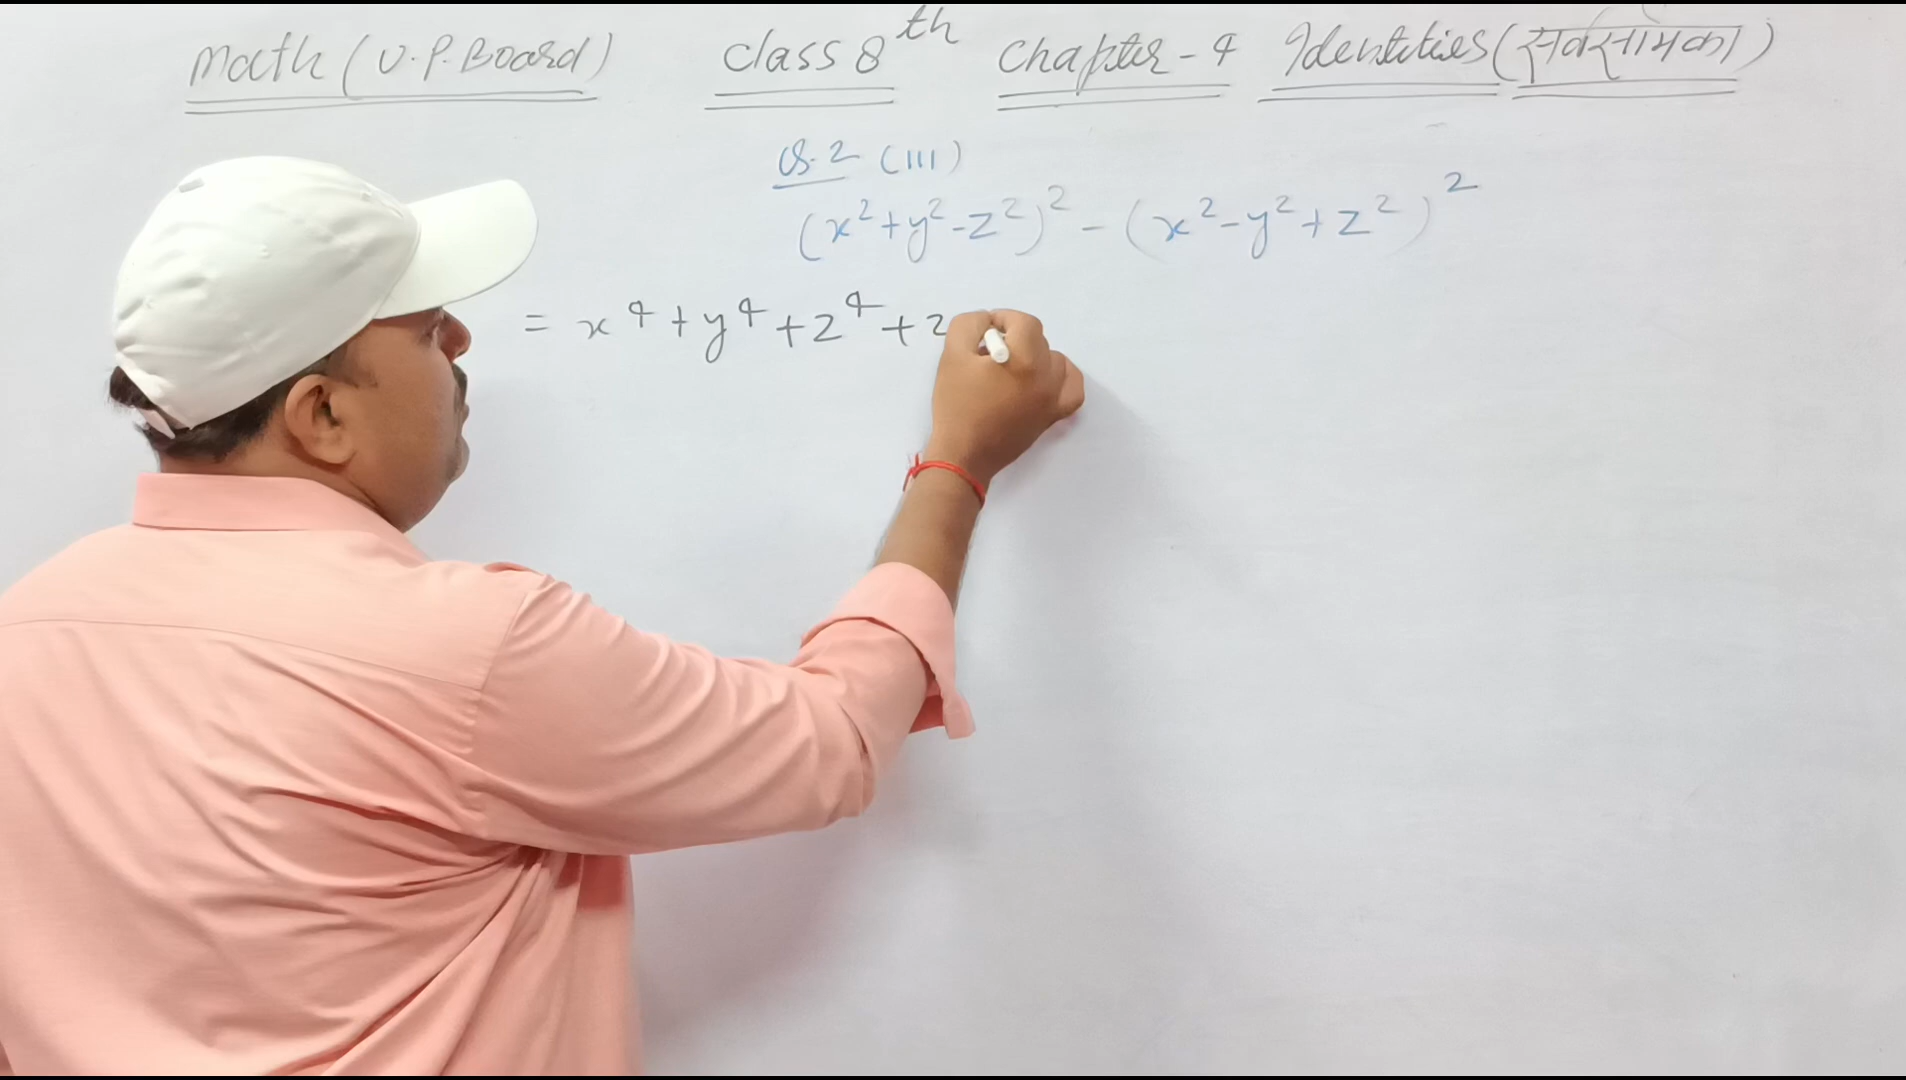 Math (U.P. Board) Class 8th Chapter-4 Identities (सर्वसमिका)
Q.2 (III)
(x²+y²-z²)² - (x²-y²+z²)²
= x⁴+y⁴+z⁴+2